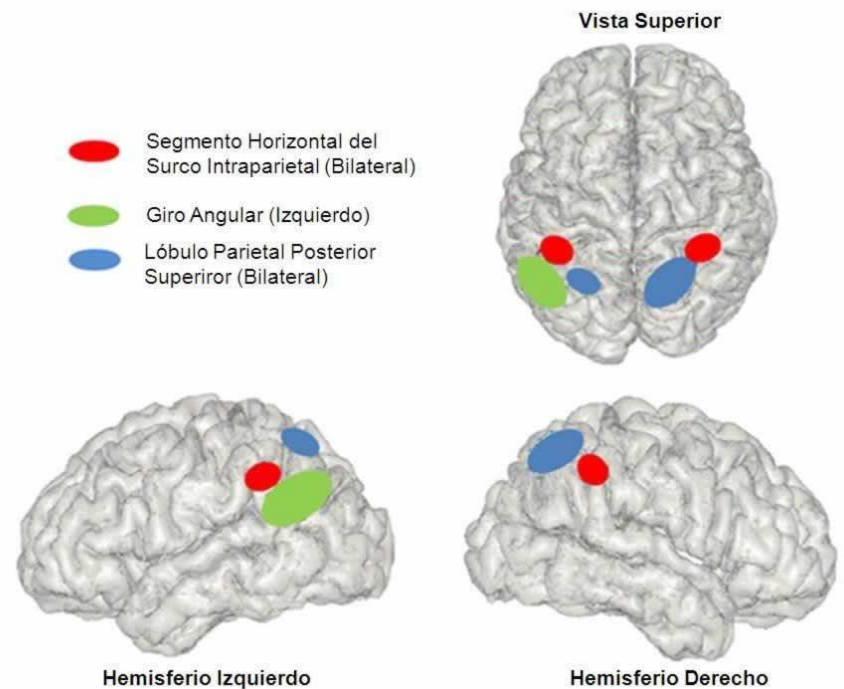 Vista Superior
Segmento Horizontal del
Surco Intraparietal (Bilateral)
Giro Angular (Izquierdo)
Lóbulo Parietal Posterior
Superiror (Bilateral)
Hemisferio Izquierdo
Hemisferio Derecho